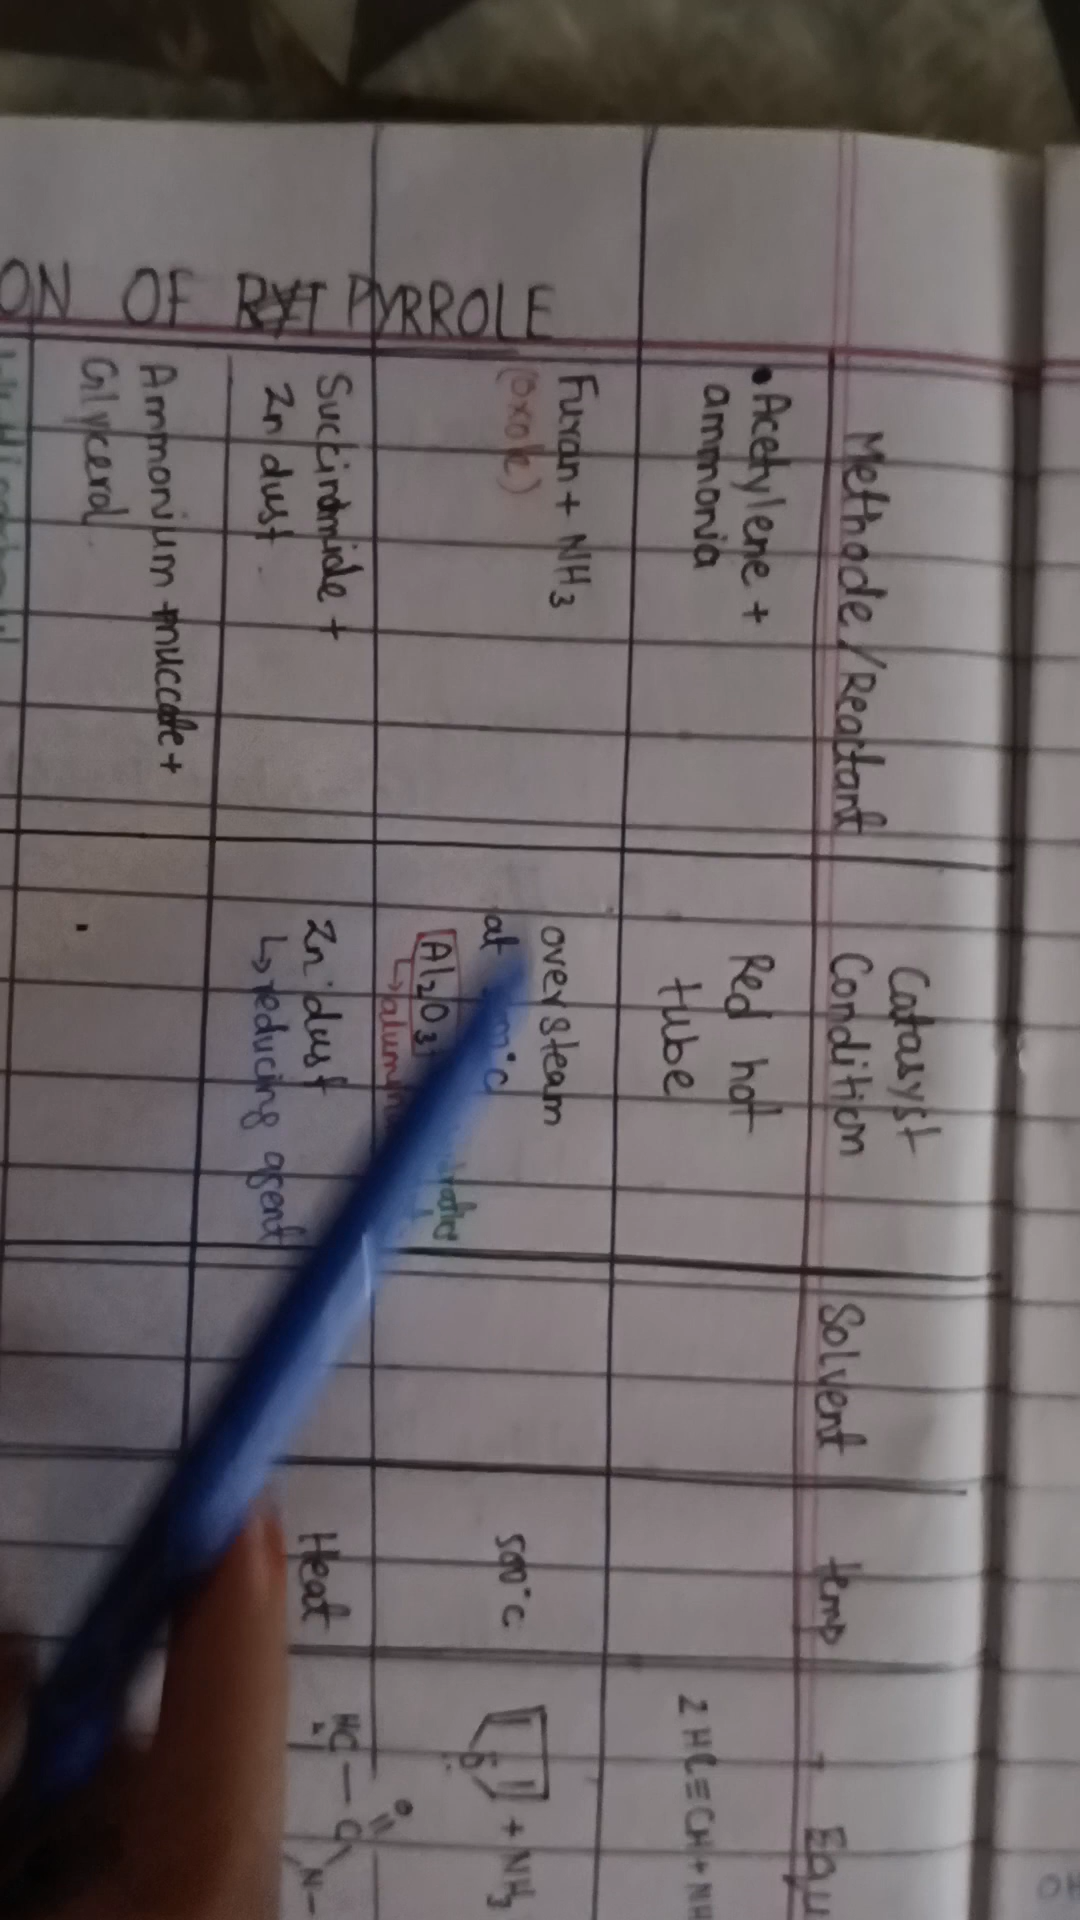 ON OF PYRROLE
Methode/Reactant
Catasyst
Condition
Solvent
temp
Equ
• Acetylene +
ammonia
Red hot
tube
2 HC≡CH + NH
Furan + NH3
(oxole)
over steam
at °C
Al2O3
500°C
O + NH3
Succinimide +
Zn dust
Zn dust
↳ reducing agent
Heat
HC — C
O
N-
Ammonium muccate +
Glycerol